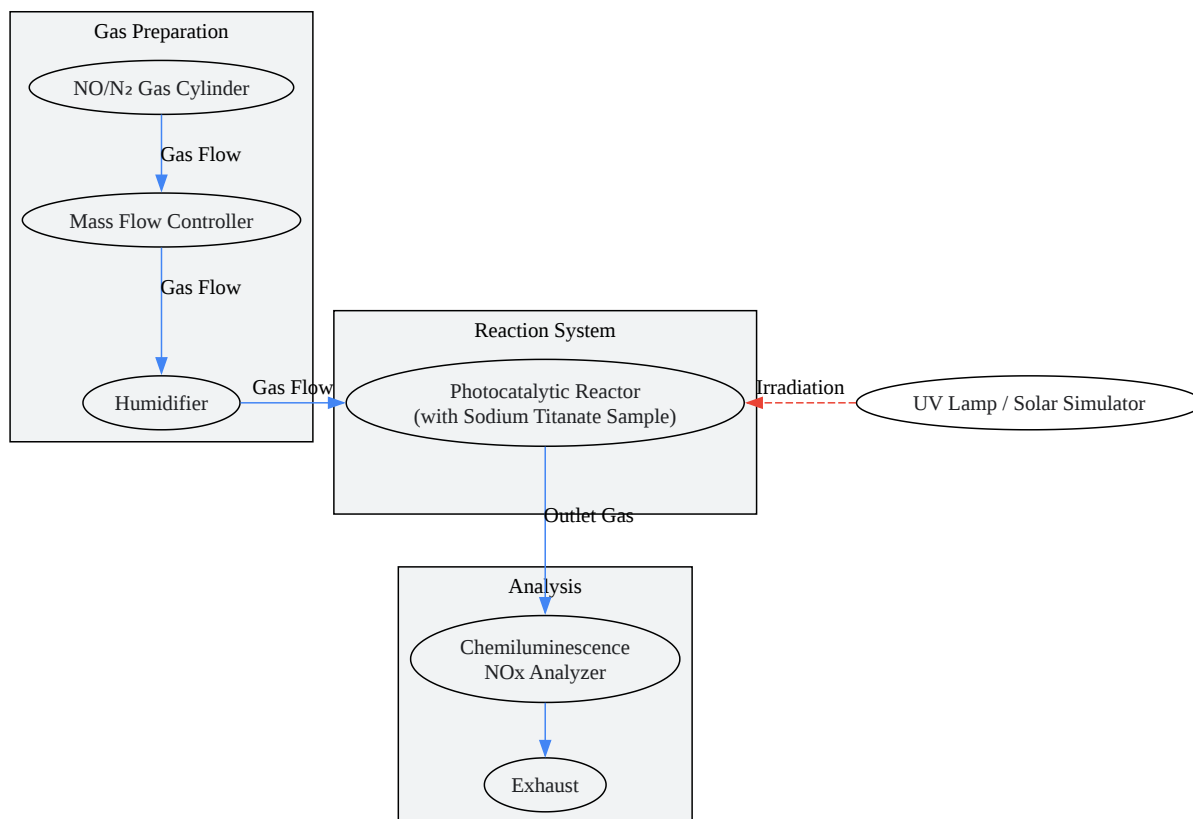 Gas Preparation
NO/N₂ Gas Cylinder
Gas Flow
Mass Flow Controller
Gas Flow
Humidifier
Gas Flow
Reaction System
Photocatalytic Reactor
(with Sodium Titanate Sample)
Irradiation
UV Lamp / Solar Simulator
Outlet Gas
Analysis
Chemiluminescence
NOx Analyzer
Exhaust